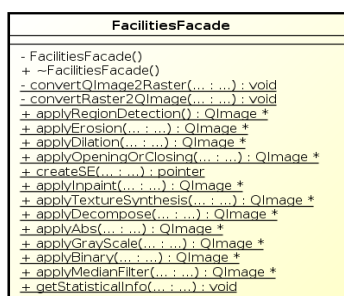 FacilitiesFacade
- FacilitiesFacade()
+ ~FacilitiesFacade()
- convertQImage2Raster(... : ...) : void
- convertRaster2QImage(... : ...) : void
+ applyRegionDetection() : QImage *
+ applyErosion(... : ...) : QImage *
+ applyDilation(... : ...) : QImage *
+ applyOpeningOrClosing(... : ...) : QImage *
+ createSE(... : ...) : pointer
+ applyInpaint(... : ...) : QImage *
+ applyTextureSynthesis(... : ...) : QImage *
+ applyDecompose(... : ...) : QImage *
+ applyAbs(... : ...) : QImage *
+ applyGrayScale(... : ...) : QImage *
+ applyBinary(... : ...) : QImage *
+ applyMedianFilter(... : ...) : QImage *
+ getStatisticalInfo(... : ...) : void